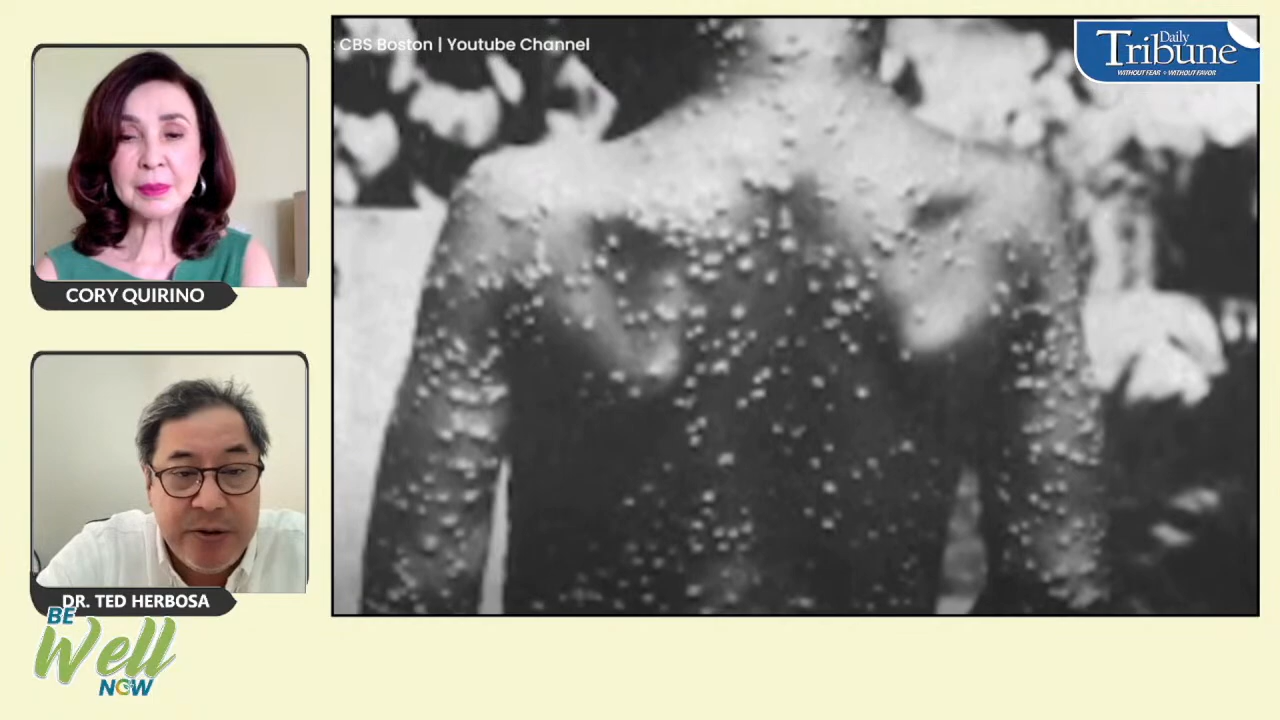 : CBS Boston | Youtube Channel
Daily
Tribune
WITHOUT FEAR • WITHOUT FAVOR
CORY QUIRINO
DR. TED HERBOSA
BE
Well
NOW